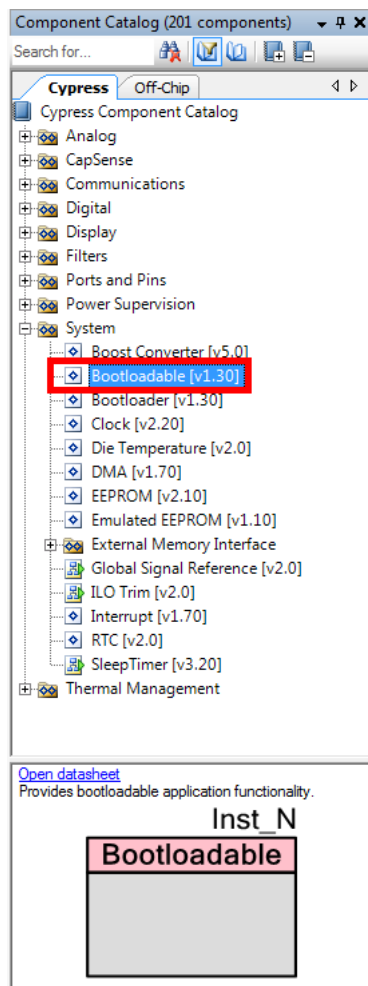 Component Catalog (201 components)
Search for...
Cypress Off-Chip
Cypress Component Catalog
Analog
CapSense
Communications
Digital
Display
Filters
Ports and Pins
Power Supervision
System
Boost Converter [v5.0]
Bootloadable [v1.30]
Bootloader [v1.30]
Clock [v2.20]
Die Temperature [v2.0]
DMA [v1.70]
EEPROM [v2.10]
Emulated EEPROM [v1.10]
External Memory Interface
Global Signal Reference [v2.0]
ILO Trim [v2.0]
Interrupt [v1.70]
RTC [v2.0]
SleepTimer [v3.20]
Thermal Management
Open datasheet
Provides bootloadable application functionality.
Inst_N
Bootloadable